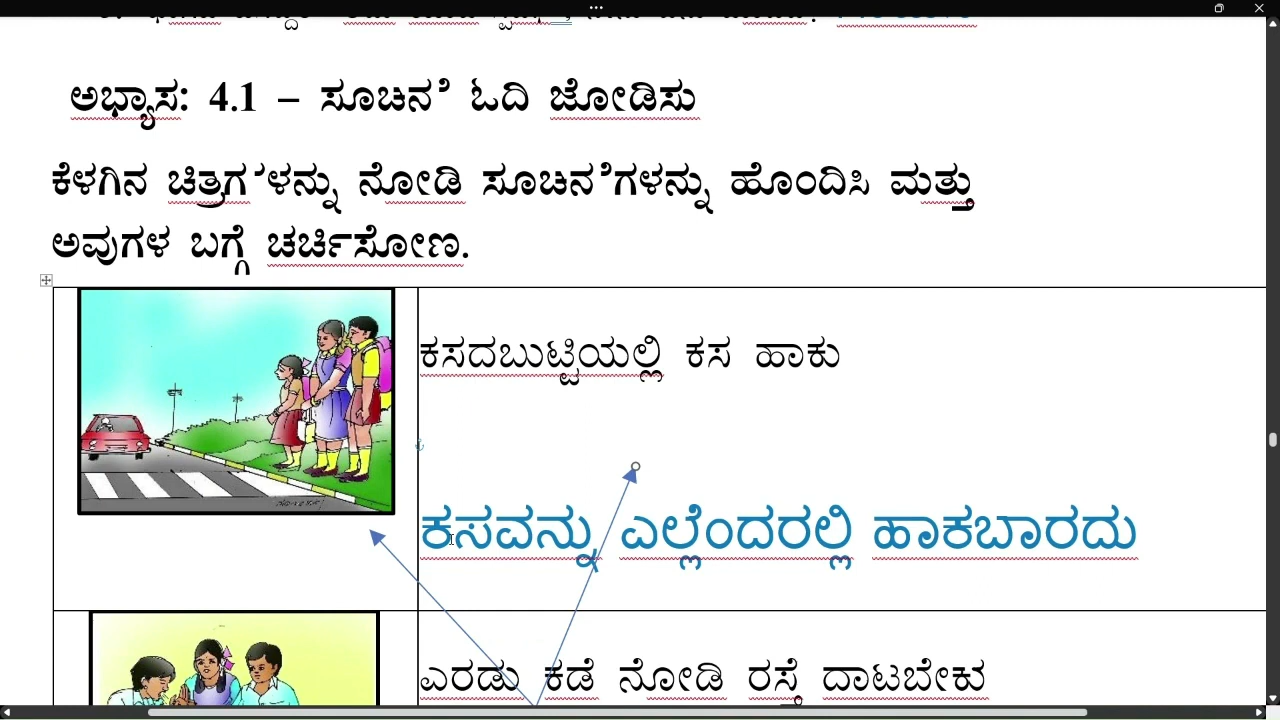 ಅಭ್ಯಾಸ: 4.1 – ಸೂಚನೆ ಓದಿ ಜೋಡಿಸು
ಕೆಳಗಿನ ಚಿತ್ರಗಳನ್ನು ನೋಡಿ ಸೂಚನೆಗಳನ್ನು ಹೊಂದಿಸಿ ಮತ್ತು
ಅವುಗಳ ಬಗ್ಗೆ ಚರ್ಚಿಸೋಣ.
ಕಸದಬುಟ್ಟಿಯಲ್ಲಿ ಕಸ ಹಾಕು
ಕಸವನ್ನು ಎಲ್ಲೆಂದರಲ್ಲಿ ಹಾಕಬಾರದು
ಎರಡು ಕಡೆ ನೋಡಿ ರಸ್ತೆ ದಾಟಬೇಕು